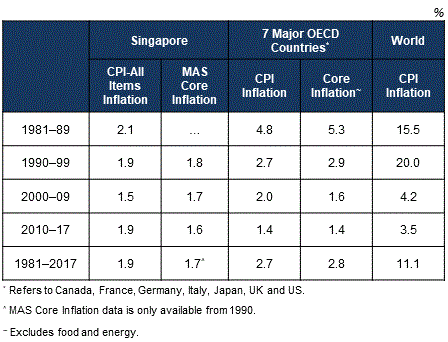 %
Singapore 7 Major OECD Countries* World
CPI-All Items Inflation MAS Core Inflation CPI Inflation Core Inflation~ CPI Inflation
1981–89 2.1 ... 4.8 5.3 15.5
1990–99 1.9 1.8 2.7 2.9 20.0
2000–09 1.5 1.7 2.0 1.6 4.2
2010–17 1.9 1.6 1.4 1.4 3.5
1981–2017 1.9 1.7^ 2.7 2.8 11.1
* Refers to Canada, France, Germany, Italy, Japan, UK and US.
^ MAS Core Inflation data is only available from 1990.
~ Excludes food and energy.